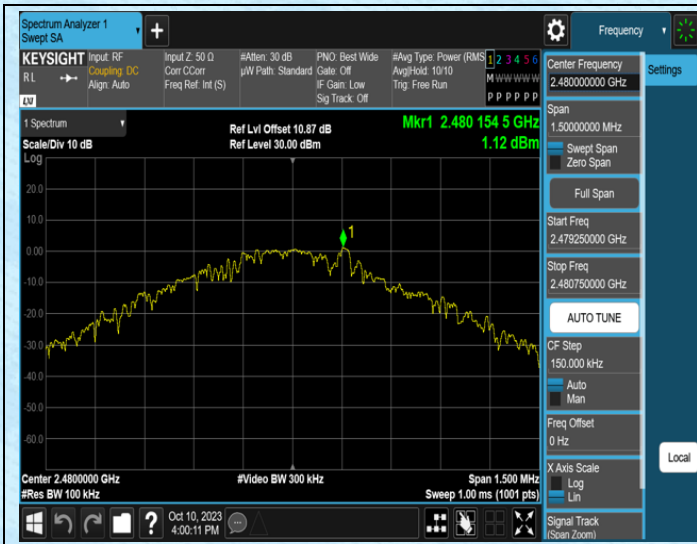 Spectrum Analyzer 1
Swept SA
Frequency
KEYSIGHT
RL
LXI
Input: RF
Coupling: DC
Align: Auto
Input Z: 50 Ω
Corr CCorr
Freq Ref: Int (S)
#Atten: 30 dB
µW Path: Standard
PNO: Best Wide
Gate: Off
IF Gain: Low
Sig Track: Off
#Avg Type: Power (RMS
Avg|Hold: 10/10
Trig: Free Run
1 2 3 4 5 6
M W W W W W
P P P P P P
1 Spectrum
Scale/Div 10 dB
Log
Ref Lvl Offset 10.87 dB
Ref Level 30.00 dBm
Mkr1 2.480 154 5 GHz
1.12 dBm
1
20.0
10.0
0.00
-10.0
-20.0
-30.0
-40.0
-50.0
-60.0
Center 2.4800000 GHz
#Res BW 100 kHz
#Video BW 300 kHz
Span 1.500 MHz
Sweep 1.00 ms (1001 pts)
Oct 10, 2023
4:00:11 PM
Center Frequency
2.480000000 GHz
Span
1.50000000 MHz
Swept Span
Zero Span
Full Span
Start Freq
2.479250000 GHz
Stop Freq
2.480750000 GHz
AUTO TUNE
CF Step
150.000 kHz
Auto
Man
Freq Offset
0 Hz
X Axis Scale
Log
Lin
Signal Track
(Span Zoom)
Settings
Local